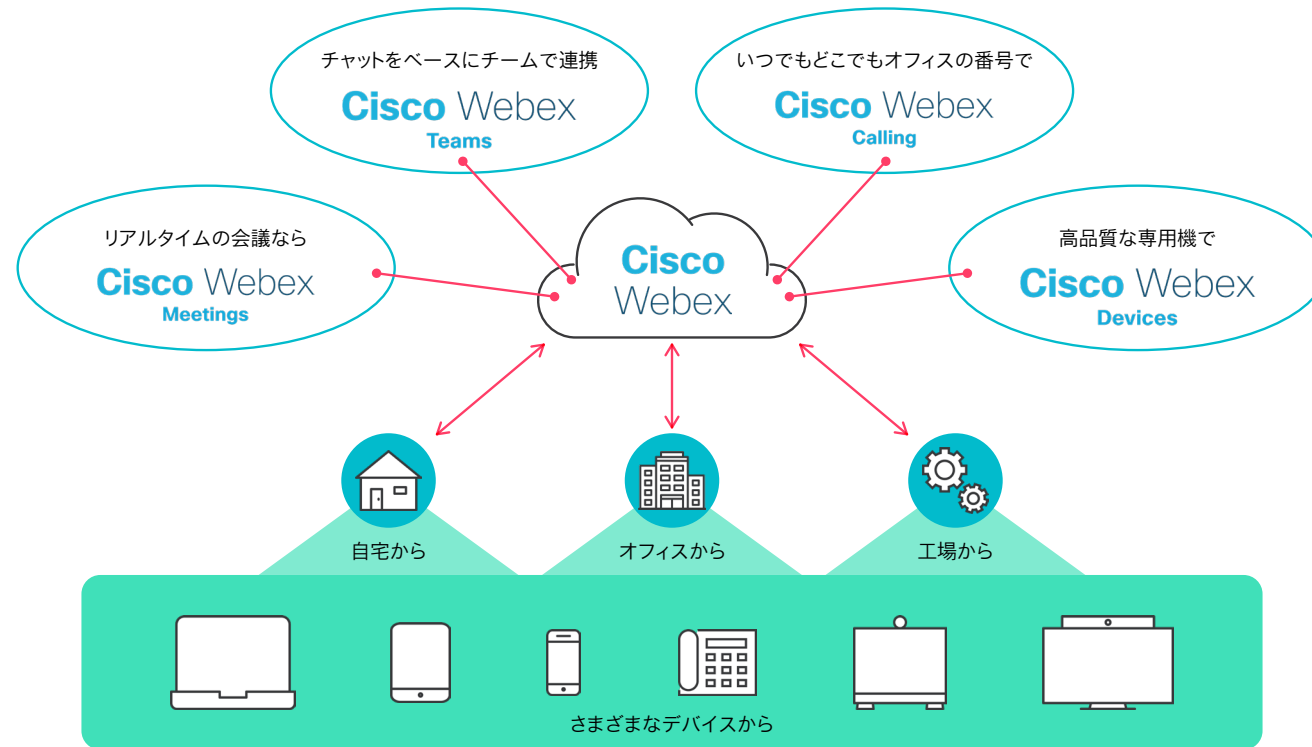 チャットをベースにチームで連携
Cisco Webex
Teams
いつでもどこでもオフィスの番号で
Cisco Webex
Calling
リアルタイムの会議なら
Cisco Webex
Meetings
Cisco
Webex
高品質な専用機で
Cisco Webex
Devices
自宅から
オフィスから
工場から
さまざまなデバイスから